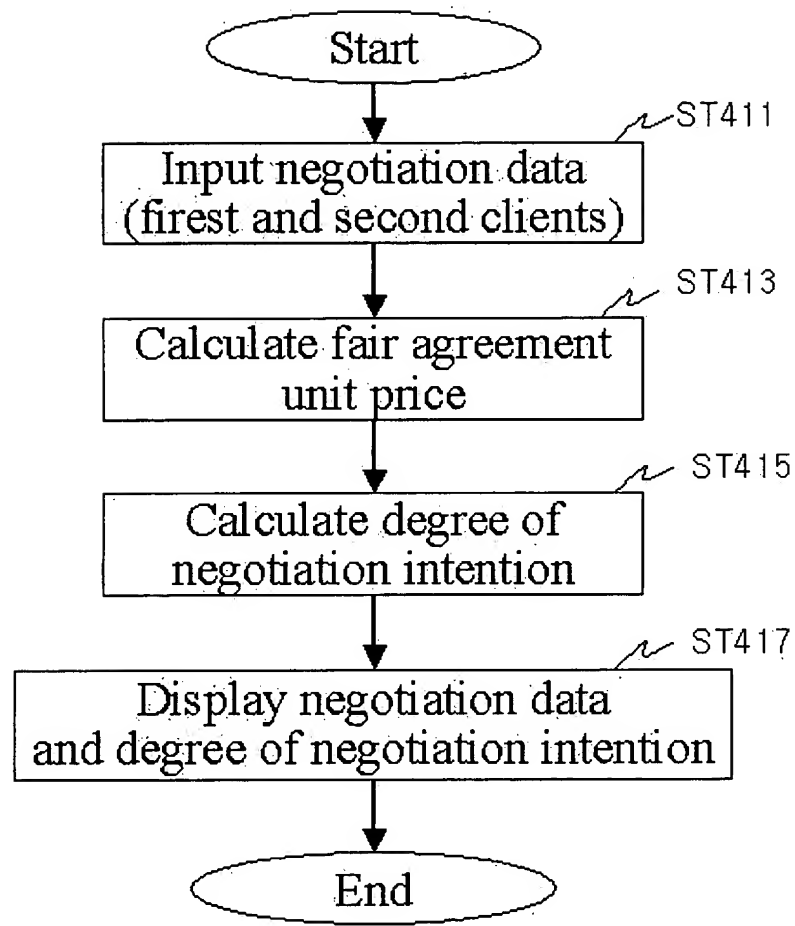 Start
ST411
Input negotiation data
(firest and second clients)
ST413
Calculate fair agreement
unit price
ST415
Calculate degree of
negotiation intention
ST417
Display negotiation data
and degree of negotiation intention
End